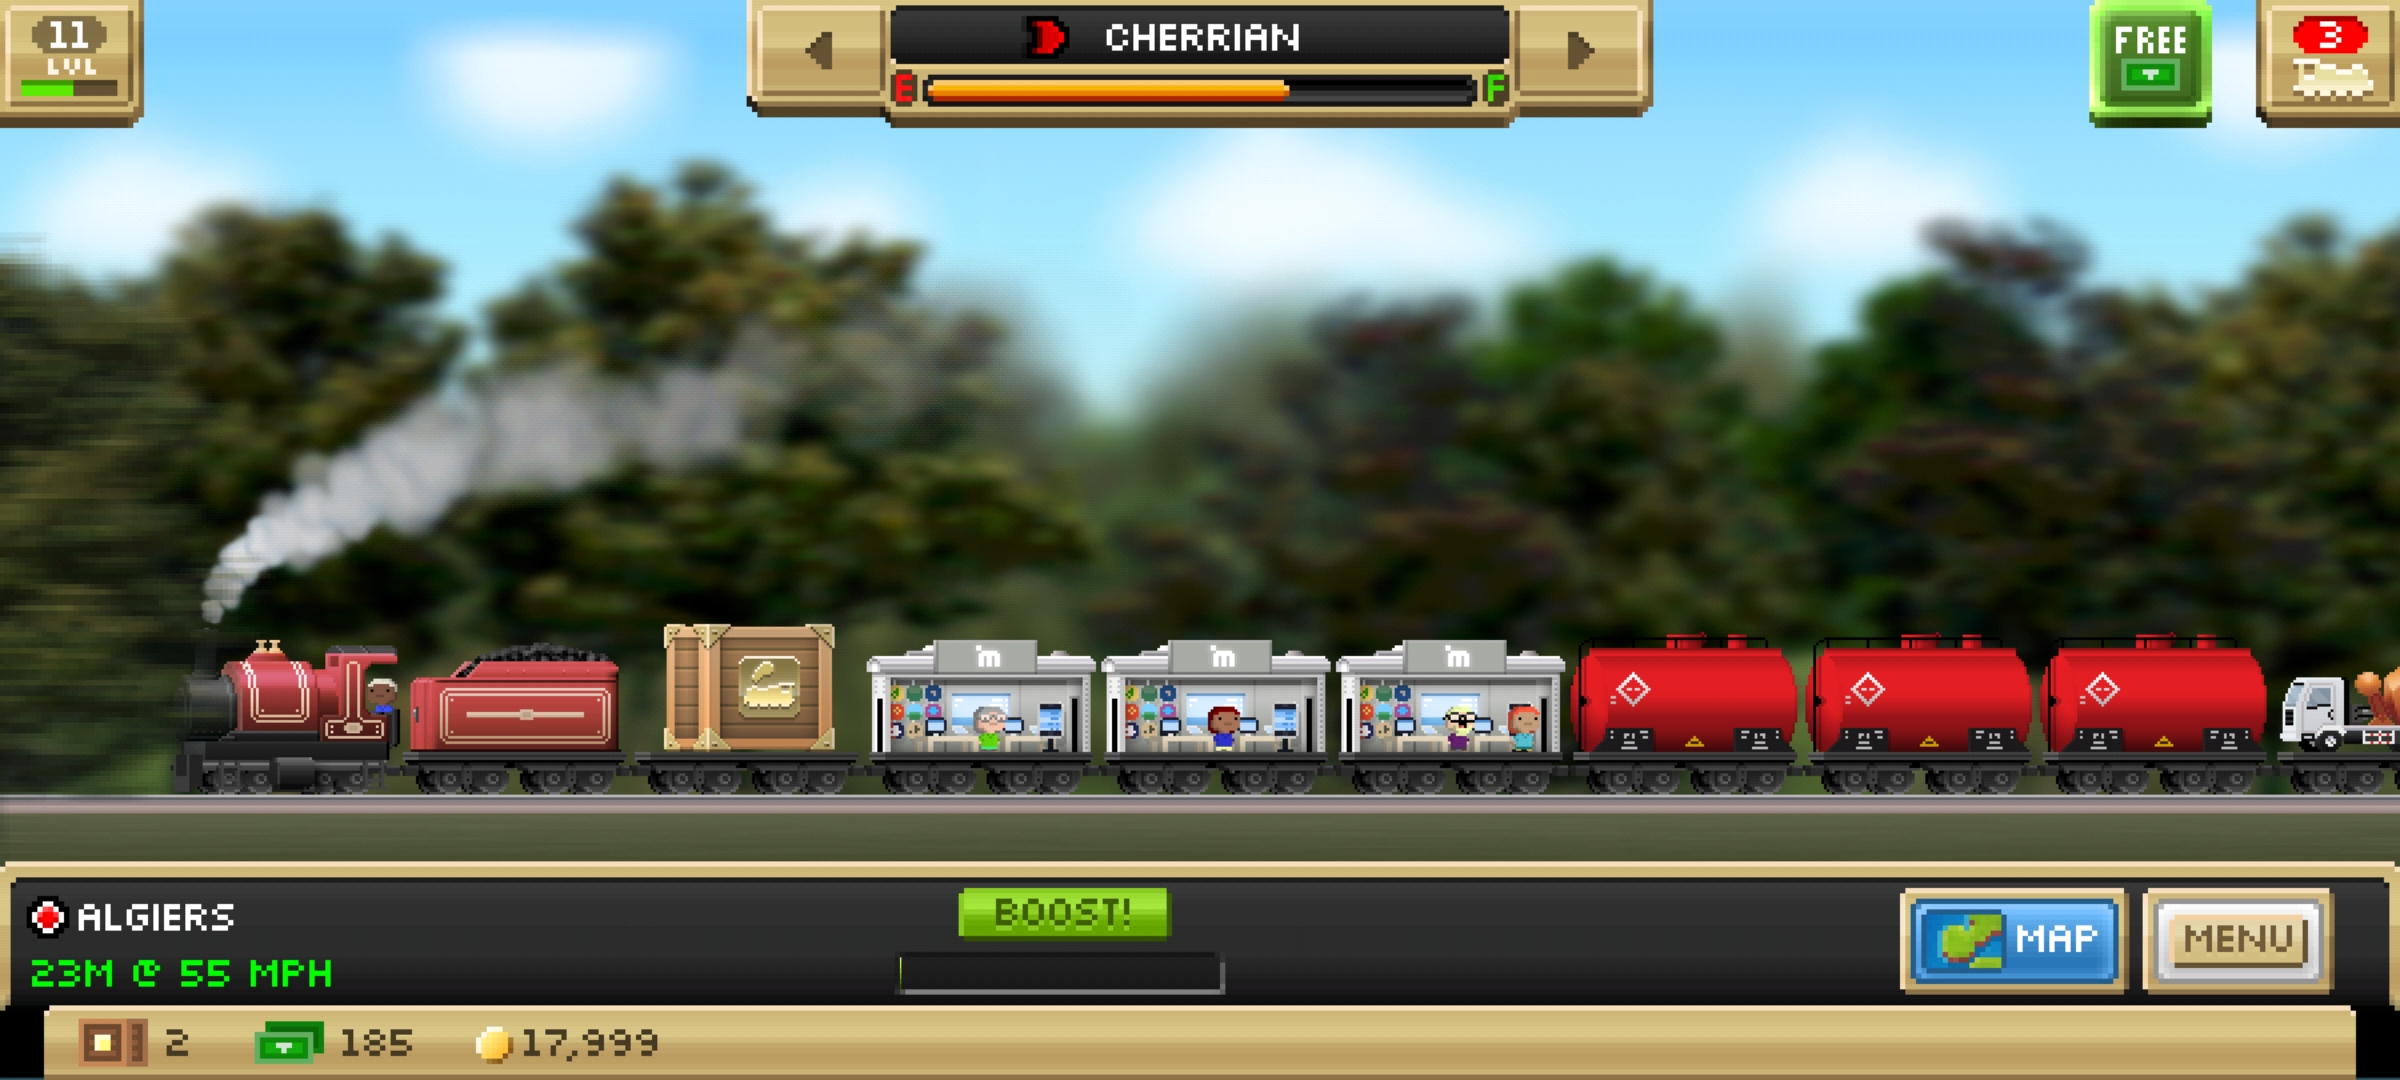 11
LVL
CHERRIAN
E
F
FREE
3
m
m
m
ALGIERS
23M @ 55 MPH
BOOST!
MAP
MENU
2
185
17,999